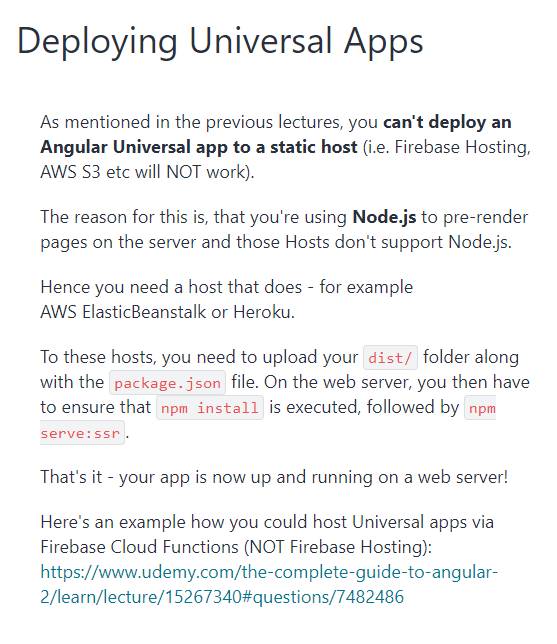 Deploying Universal Apps
As mentioned in the previous lectures, you can't deploy an
Angular Universal app to a static host (i.e. Firebase Hosting,
AWS S3 etc will NOT work).
The reason for this is, that you're using Node.js to pre-render
pages on the server and those Hosts don't support Node.js.
Hence you need a host that does - for example
AWS ElasticBeanstalk or Heroku.
To these hosts, you need to upload your dist/ folder along
with the package.json file. On the web server, you then have
to ensure that npm install is executed, followed by npm
serve:ssr.
That's it - your app is now up and running on a web server!
Here's an example how you could host Universal apps via
Firebase Cloud Functions (NOT Firebase Hosting):
https://www.udemy.com/the-complete-guide-to-angular-
2/learn/lecture/15267340#questions/7482486